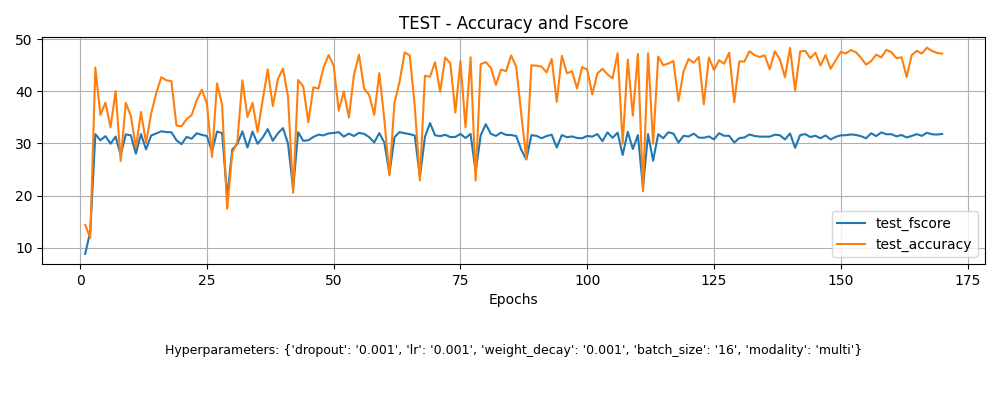 TEST - Accuracy and Fscore
50
40
30
20
10
test_fscore
test_accuracy
0 25 50 75 100 125 150 175
Epochs
Hyperparameters: {'dropout': '0.001', 'lr': '0.001', 'weight_decay': '0.001', 'batch_size': '16', 'modality': 'multi'}